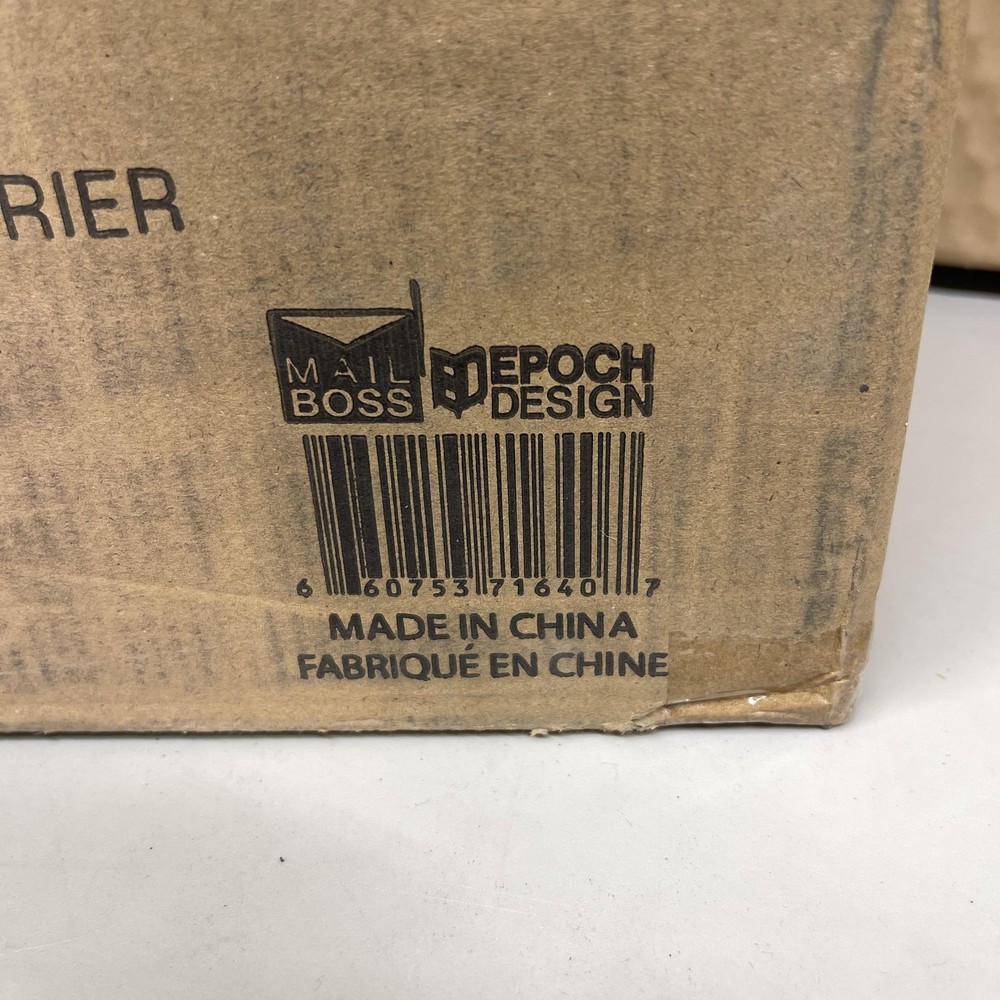 RIER
MAIL
BOSS
EPOCH
DESIGN
6 60753 71640 7
MADE IN CHINA
FABRIQUÉ EN CHINE